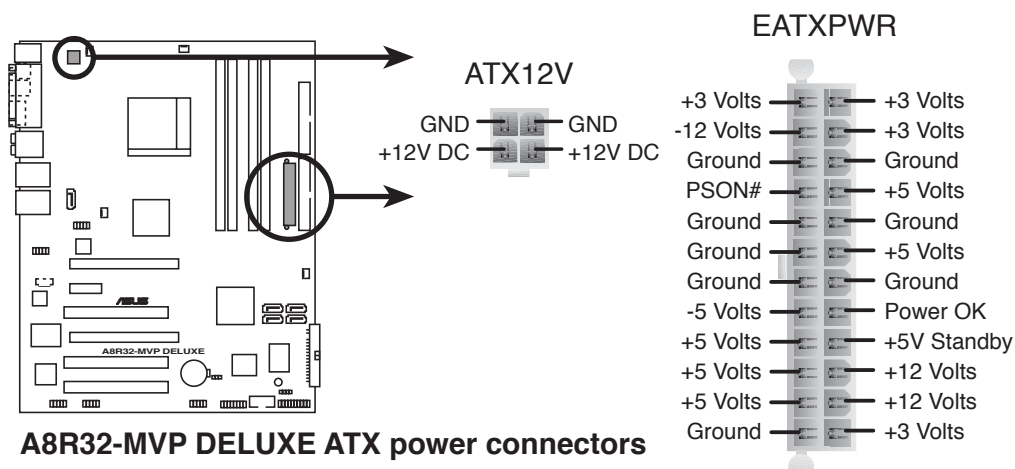 EATXPWR
ATX12V
GND GND
+12V DC +12V DC
+3 Volts +3 Volts
-12 Volts +3 Volts
Ground Ground
PSON# +5 Volts
Ground Ground
Ground +5 Volts
Ground Ground
-5 Volts Power OK
+5 Volts +5V Standby
+5 Volts +12 Volts
+5 Volts +12 Volts
Ground +3 Volts
/ISUS
A8R32-MVP DELUXE
A8R32-MVP DELUXE ATX power connectors